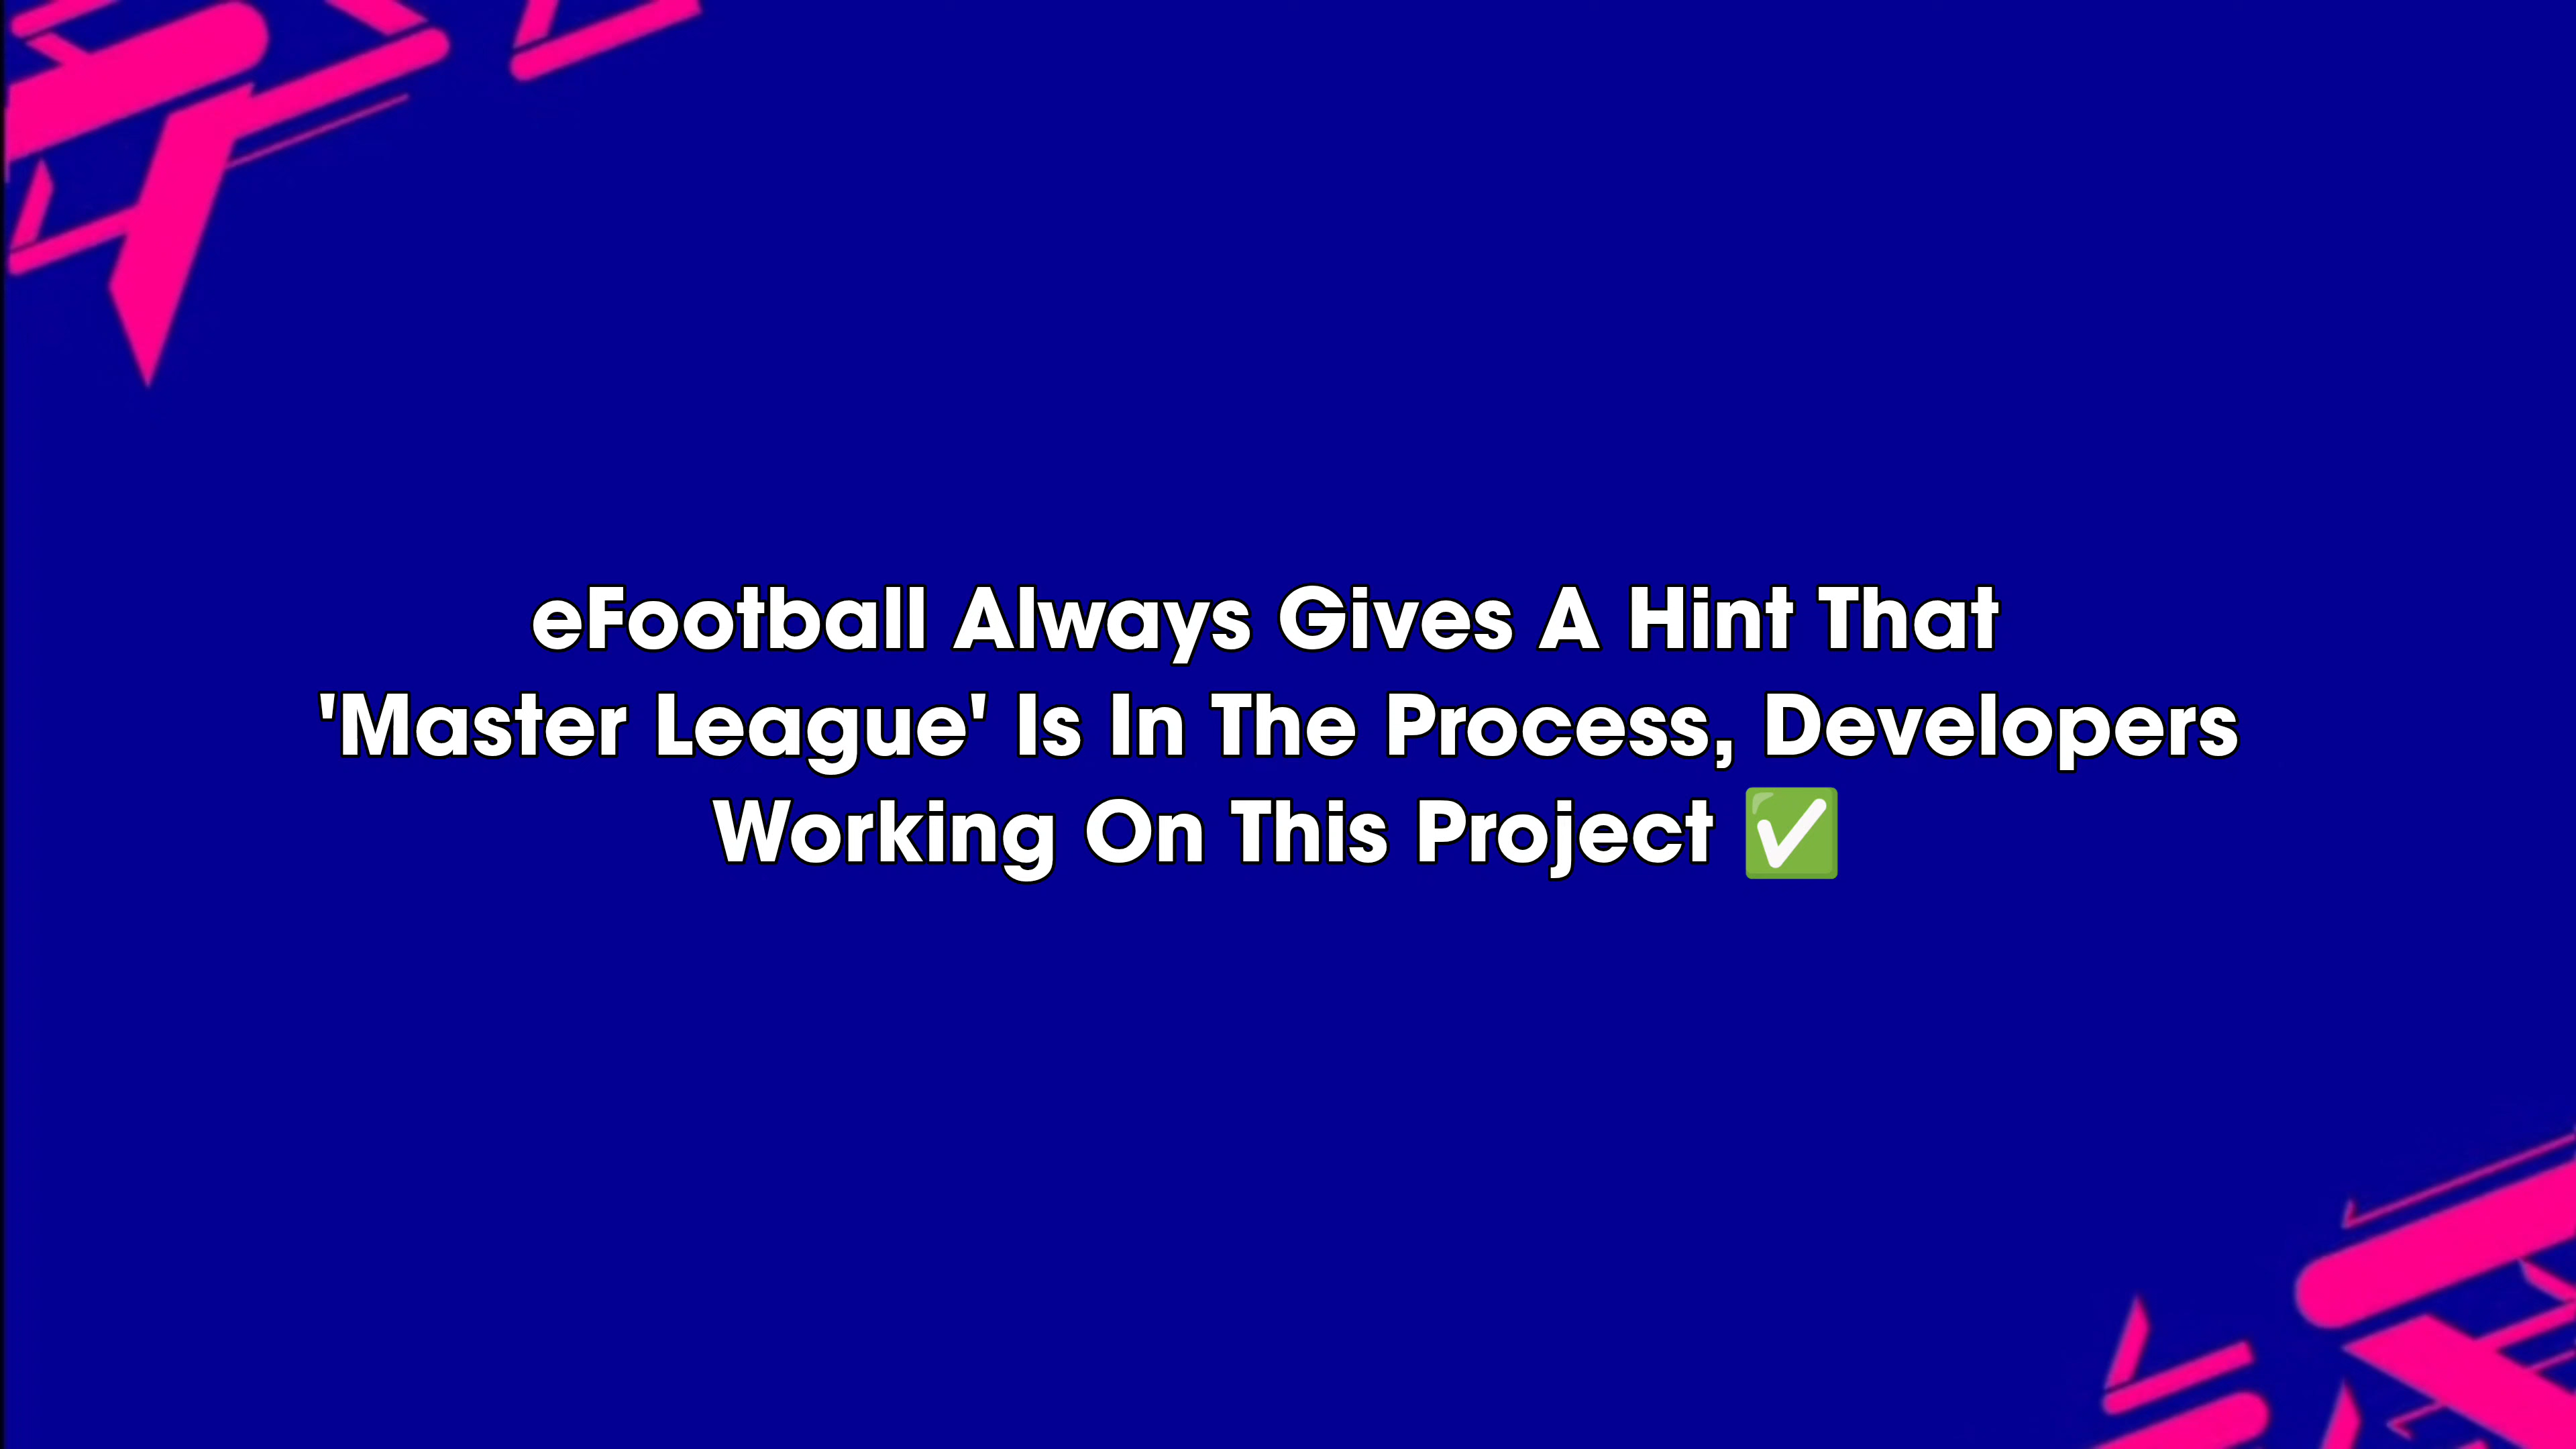 eFootball Always Gives A Hint That
'Master League' Is In The Process, Developers
Working On This Project ✅